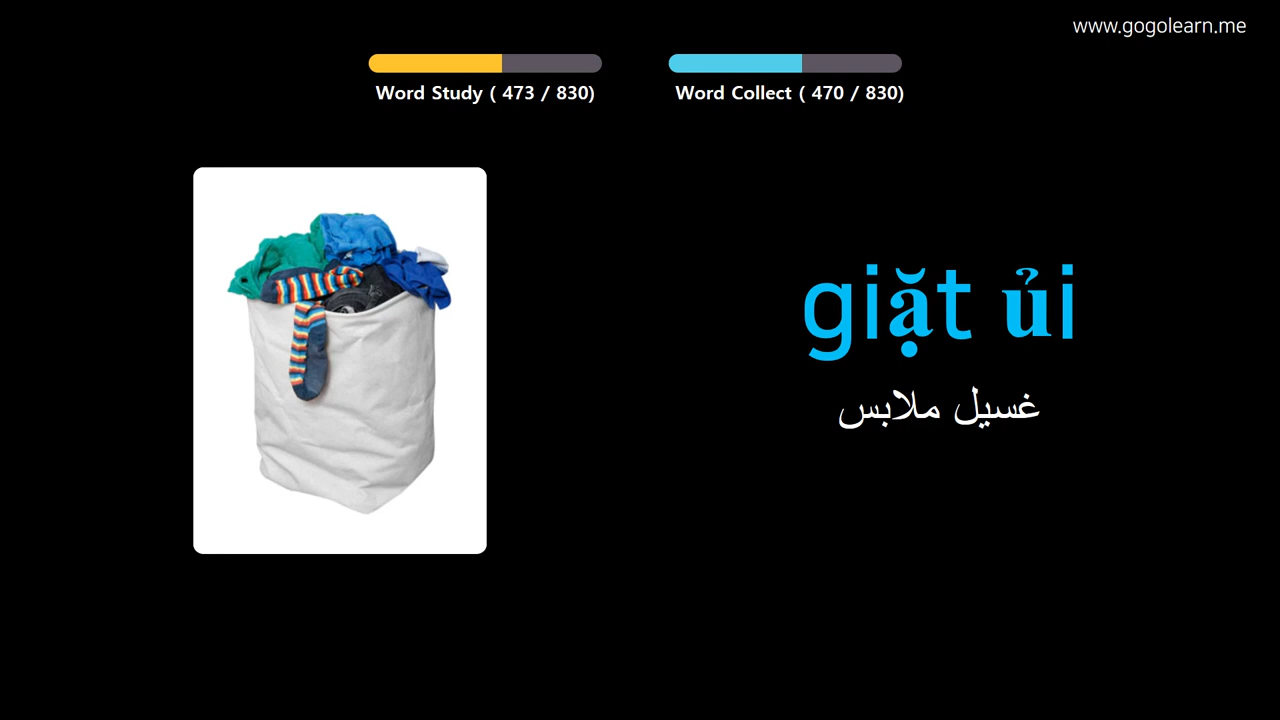 www.gogolearn.me
Word Study ( 473 / 830)
Word Collect ( 470 / 830)
giặt ủi
غسيل ملابس